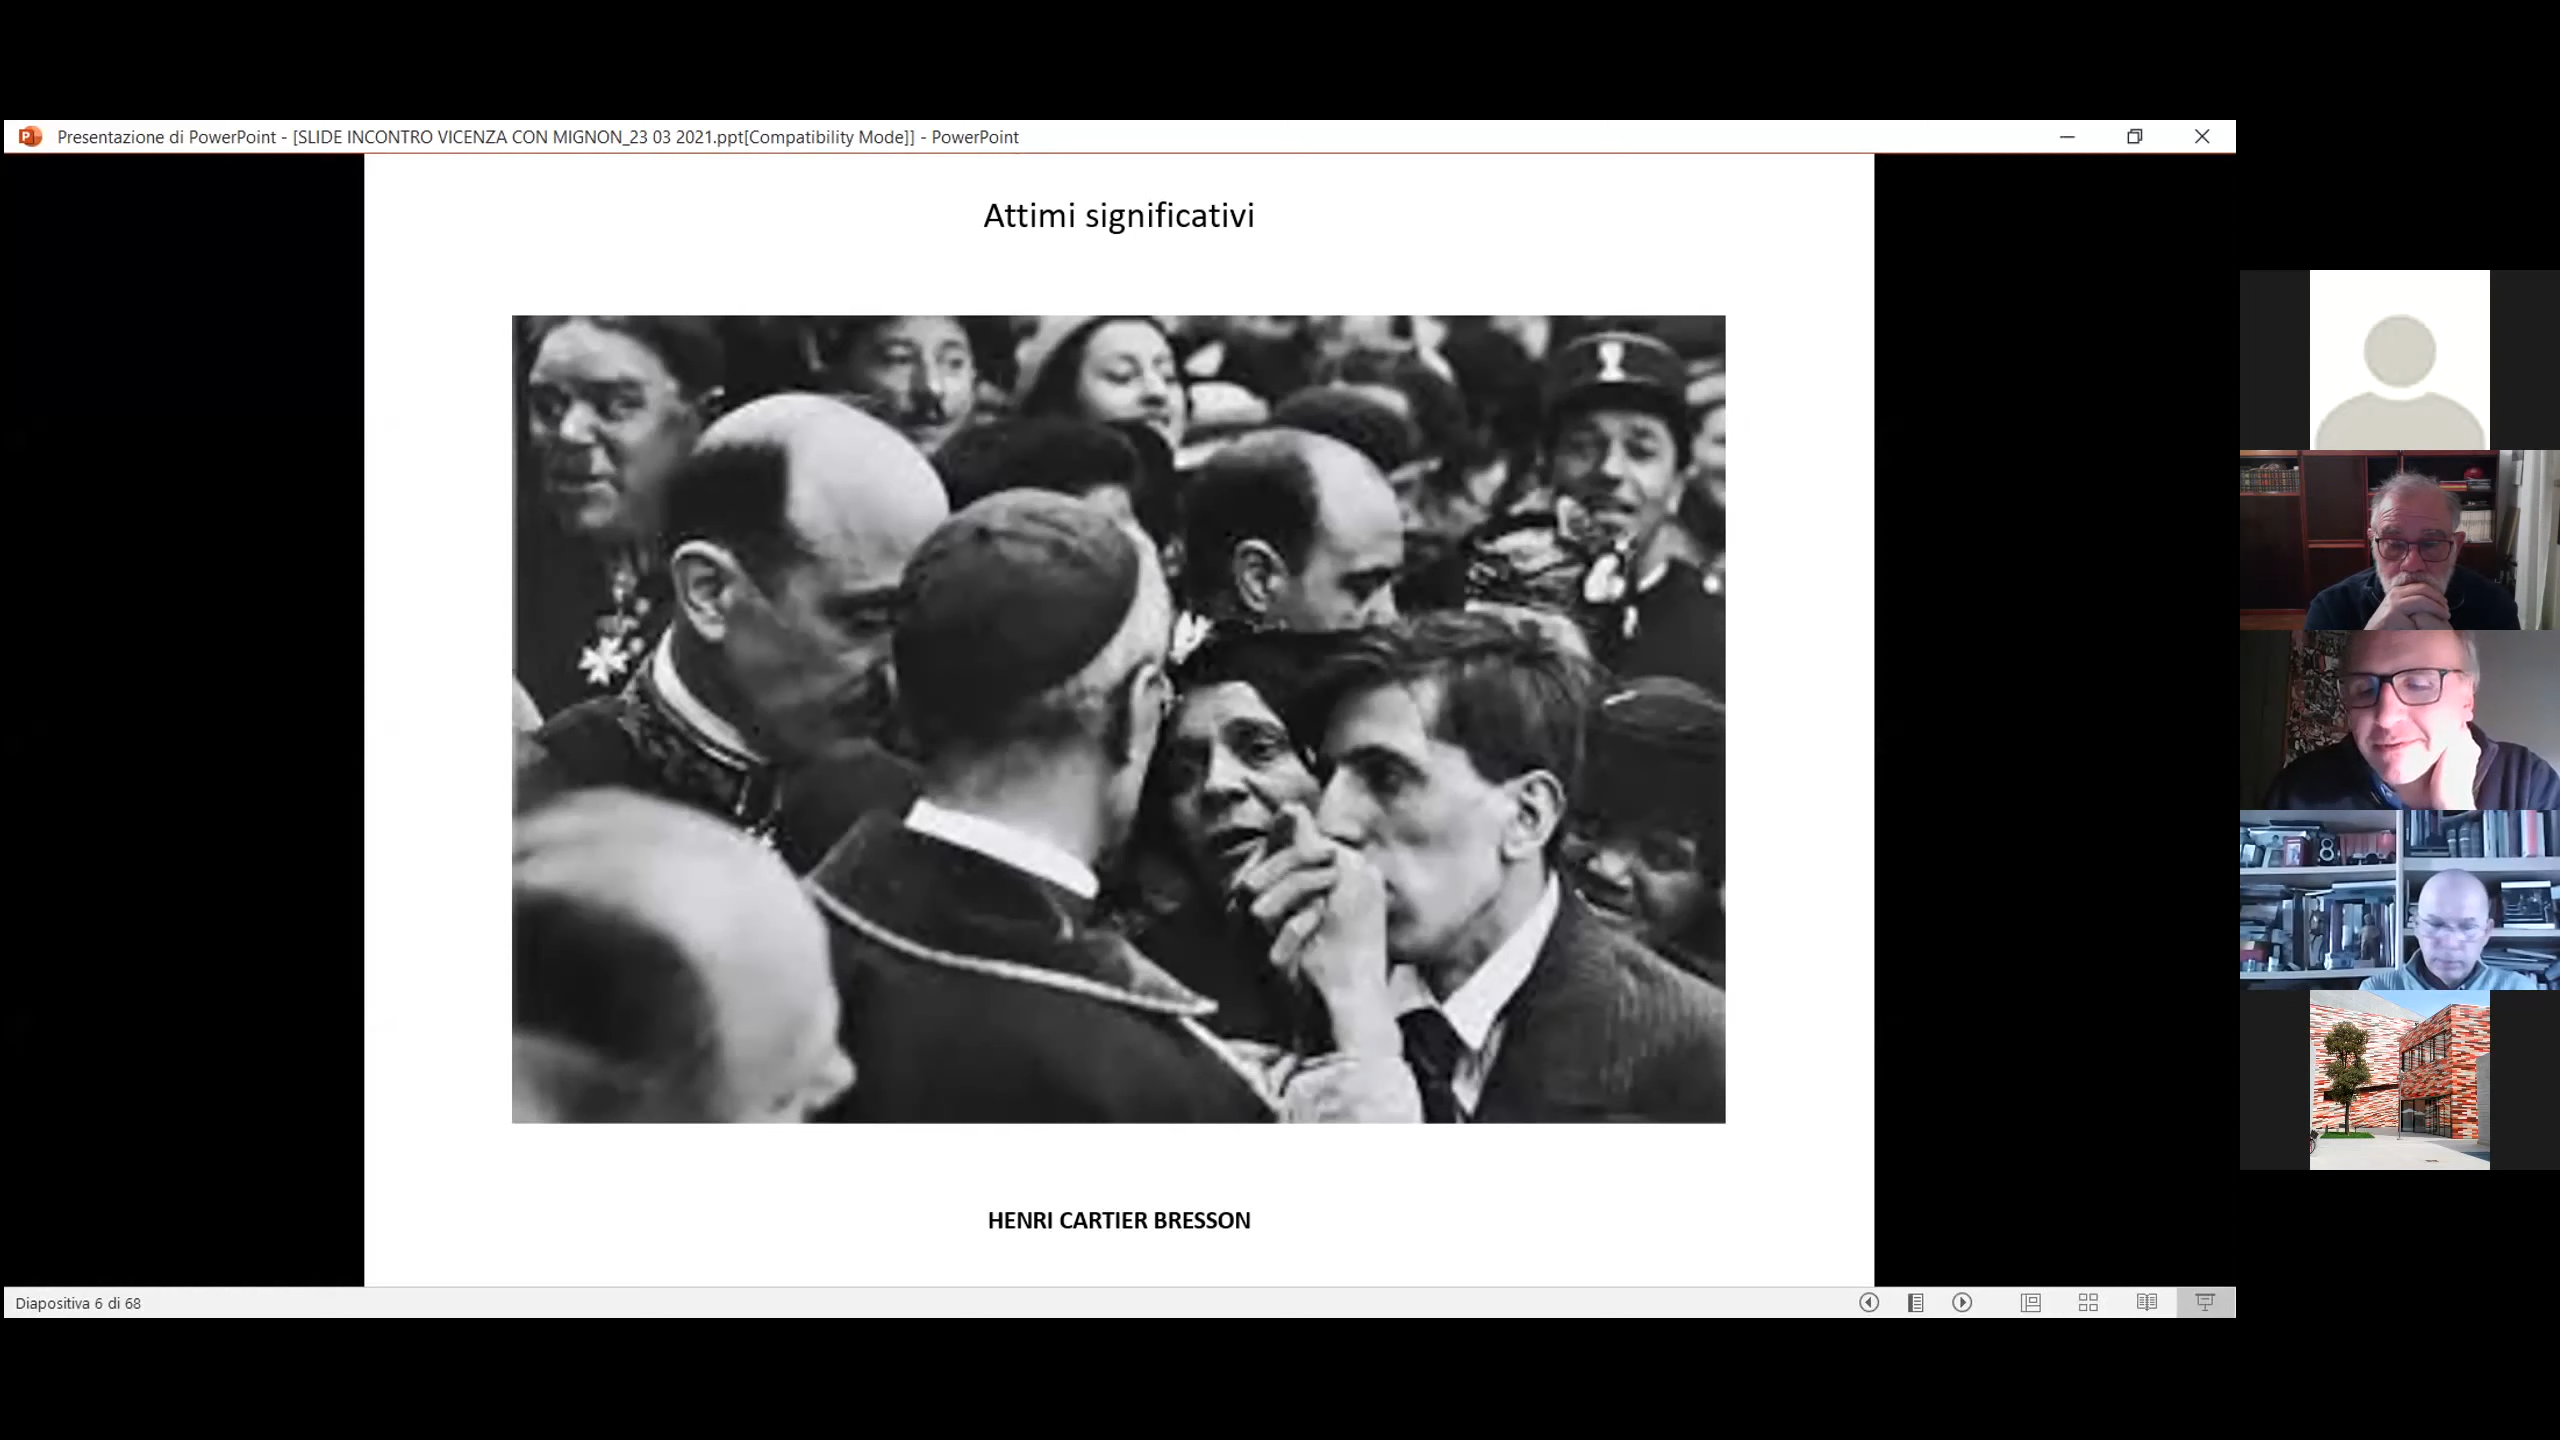 Presentazione di PowerPoint - [SLIDE INCONTRO VICENZA CON MIGNON_23 03 2021.ppt[Compatibility Mode]] - PowerPoint
Attimi significativi
HENRI CARTIER BRESSON
Diapositiva 6 di 68